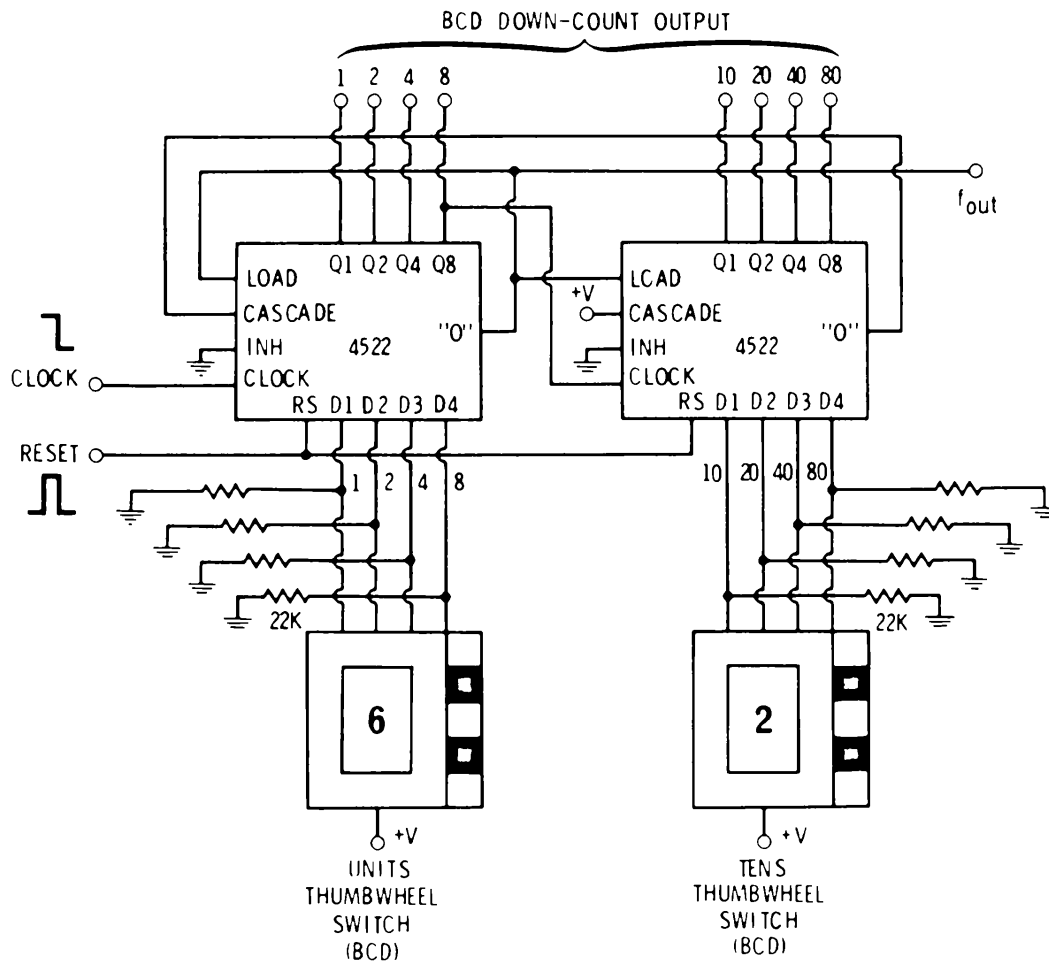 BCD DOWN-COUNT OUTPUT
1 2 4 8
10 20 40 80
f out
Q1 Q2 Q4 Q8
LOAD
CASCADE
INH
CLOCK
4522
"O"
RS D1 D2 D3 D4
Q1 Q2 Q4 Q8
LCAD
+V
CASCADE
INH
CLOCK
4522
"O"
RS D1 D2 D3 D4
CLOCK
RESET
1 2 4 8
10 20 40 80
22K
22K
6
2
+V
+V
UNITS
THUMBWHEEL
SWITCH
(BCD)
TENS
THUMBWHEEL
SWITCH
(BCD)